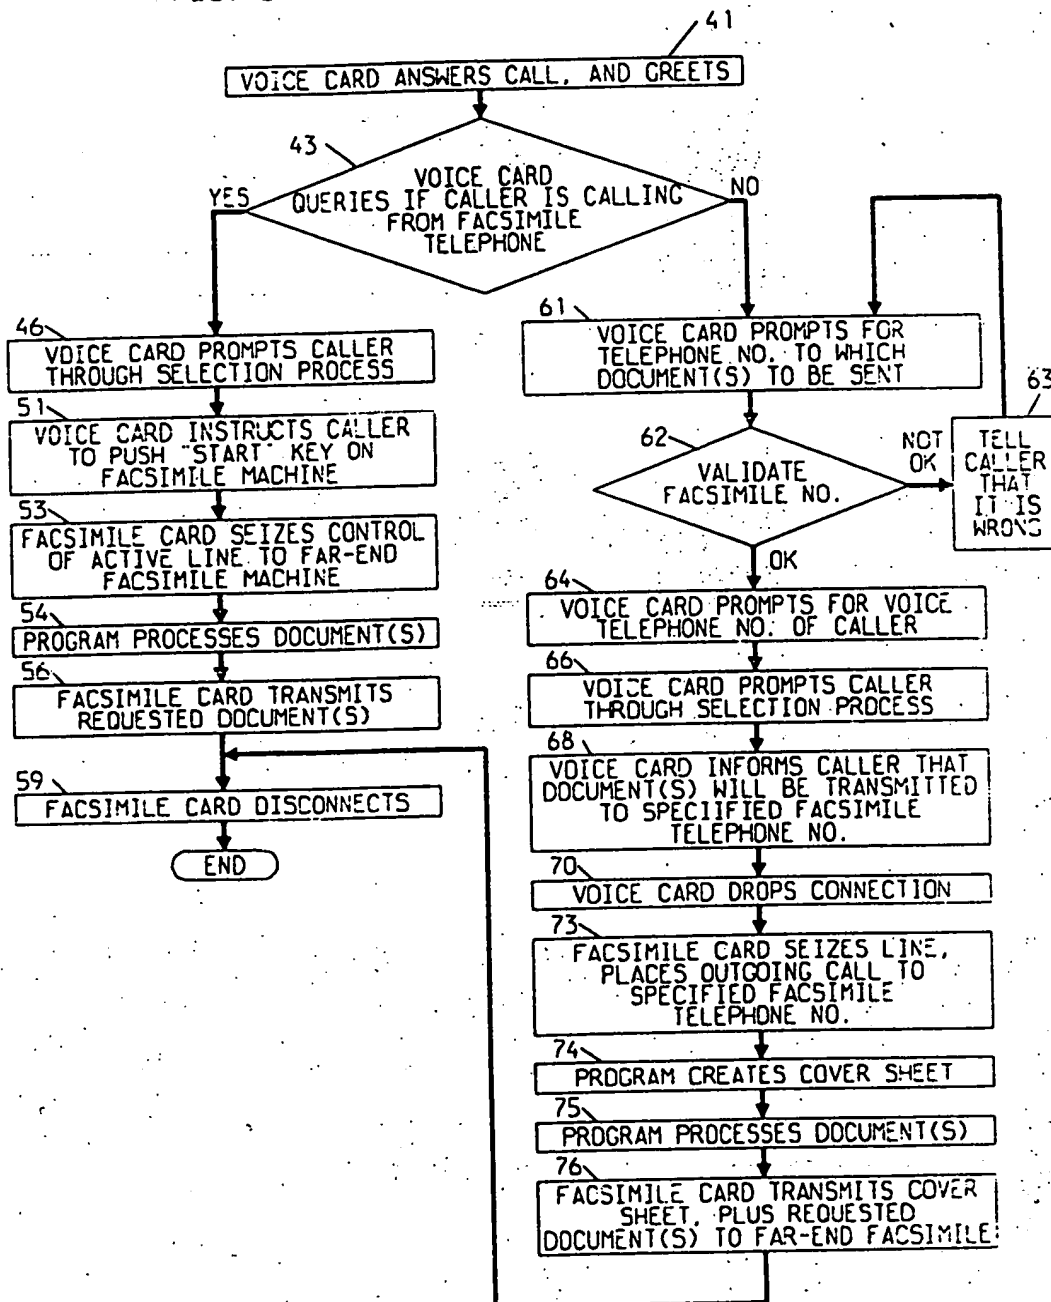 41
VOICE CARD ANSWERS CALL, AND GREETS
43
VOICE CARD
QUERIES IF CALLER IS CALLING
FROM FACSIMILE
TELEPHONE
YES
NO
46
VOICE CARD PROMPTS CALLER
THROUGH SELECTION PROCESS
51
VOICE CARD INSTRUCTS CALLER
TO PUSH "START" KEY ON
FACSIMILE MACHINE
53
FACSIMILE CARD SEIZES CONTROL
OF ACTIVE LINE TO FAR-END
FACSIMILE MACHINE
54
PROGRAM PROCESSES DOCUMENT(S)
56
FACSIMILE CARD TRANSMITS
REQUESTED DOCUMENT(S)
59
FACSIMILE CARD DISCONNECTS
END
61
VOICE CARD PROMPTS FOR
TELEPHONE NO. TO WHICH
DOCUMENT(S) TO BE SENT
62
VALIDATE
FACSIMILE NO.
NOT
OK
63
TELL
CALLER
THAT
IT IS
WRONG
OK
64
VOICE CARD PROMPTS FOR VOICE
TELEPHONE NO. OF CALLER
66
VOICE CARD PROMPTS CALLER
THROUGH SELECTION PROCESS
68
VOICE CARD INFORMS CALLER THAT
DOCUMENT(S) WILL BE TRANSMITTED
TO SPECIIFIED FACSIMILE
TELEPHONE NO.
70
VOICE CARD DROPS CONNECTION
73
FACSIMILE CARD SEIZES LINE,
PLACES OUTGOING CALL TO
SPECIFIED FACSIMILE
TELEPHONE NO.
74
PROGRAM CREATES COVER SHEET
75
PROGRAM PROCESSES DOCUMENT(S)
76
FACSIMILE CARD TRANSMITS COVER
SHEET, PLUS REQUESTED
DOCUMENT(S) TO FAR-END FACSIMILE